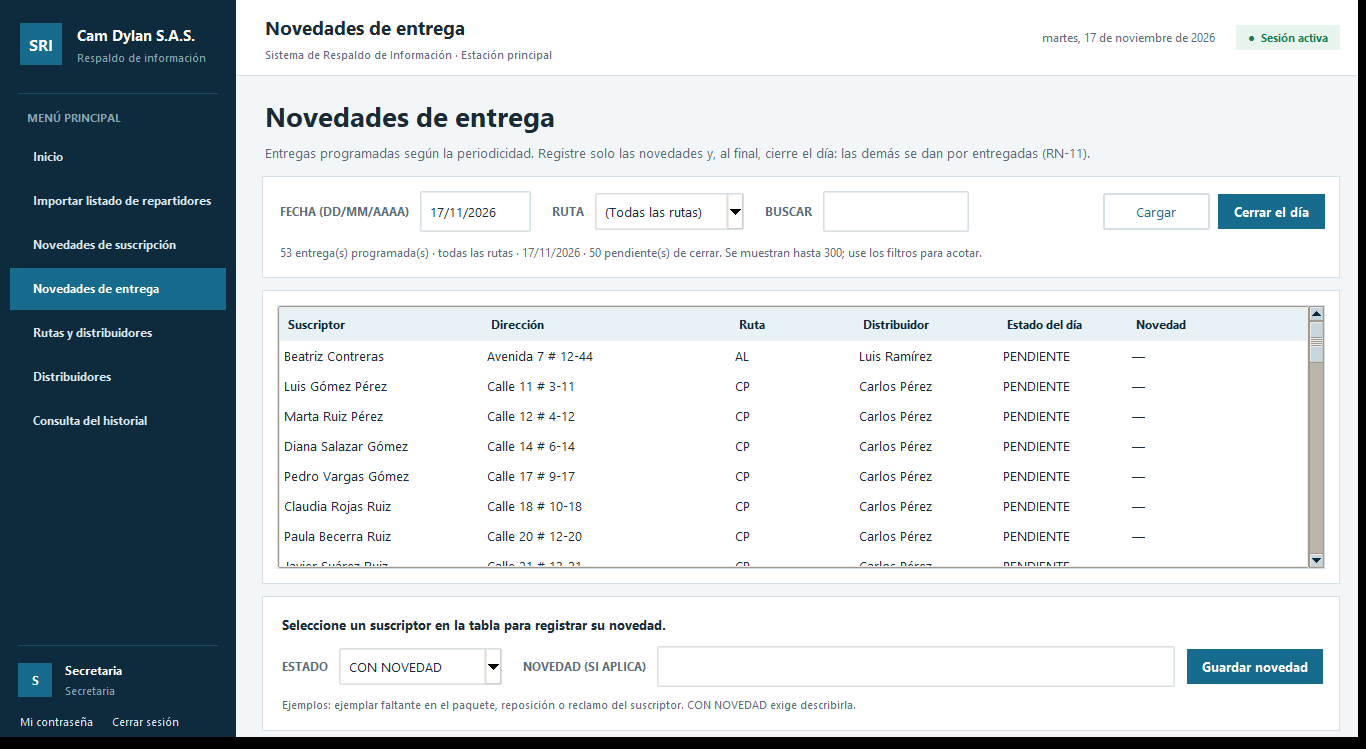 SRI
Cam Dylan S.A.S.
Respaldo de información
MENÚ PRINCIPAL
Inicio
Importar listado de repartidores
Novedades de suscripción
Novedades de entrega
Rutas y distribuidores
Distribuidores
Consulta del historial
S
Secretaria
Secretaria
Mi contraseña Cerrar sesión
Novedades de entrega
Sistema de Respaldo de Información · Estación principal
martes, 17 de noviembre de 2026
● Sesión activa
Novedades de entrega
Entregas programadas según la periodicidad. Registre solo las novedades y, al final, cierre el día: las demás se dan por entregadas (RN-11).
FECHA (DD/MM/AAAA) 17/11/2026 RUTA (Todas las rutas) BUSCAR Cargar Cerrar el día
53 entrega(s) programada(s) · todas las rutas · 17/11/2026 · 50 pendiente(s) de cerrar. Se muestran hasta 300; use los filtros para acotar.
Suscriptor Dirección Ruta Distribuidor Estado del día Novedad
Beatriz Contreras Avenida 7 # 12-44 AL Luis Ramírez PENDIENTE —
Luis Gómez Pérez Calle 11 # 3-11 CP Carlos Pérez PENDIENTE —
Marta Ruiz Pérez Calle 12 # 4-12 CP Carlos Pérez PENDIENTE —
Diana Salazar Gómez Calle 14 # 6-14 CP Carlos Pérez PENDIENTE —
Pedro Vargas Gómez Calle 17 # 9-17 CP Carlos Pérez PENDIENTE —
Claudia Rojas Ruiz Calle 18 # 10-18 CP Carlos Pérez PENDIENTE —
Paula Becerra Ruiz Calle 20 # 12-20 CP Carlos Pérez PENDIENTE —
Javier Suárez Ruiz Calle 21 # 13-21 CP Carlos Pérez PENDIENTE
Seleccione un suscriptor en la tabla para registrar su novedad.
ESTADO CON NOVEDAD NOVEDAD (SI APLICA) Guardar novedad
Ejemplos: ejemplar faltante en el paquete, reposición o reclamo del suscriptor. CON NOVEDAD exige describirla.